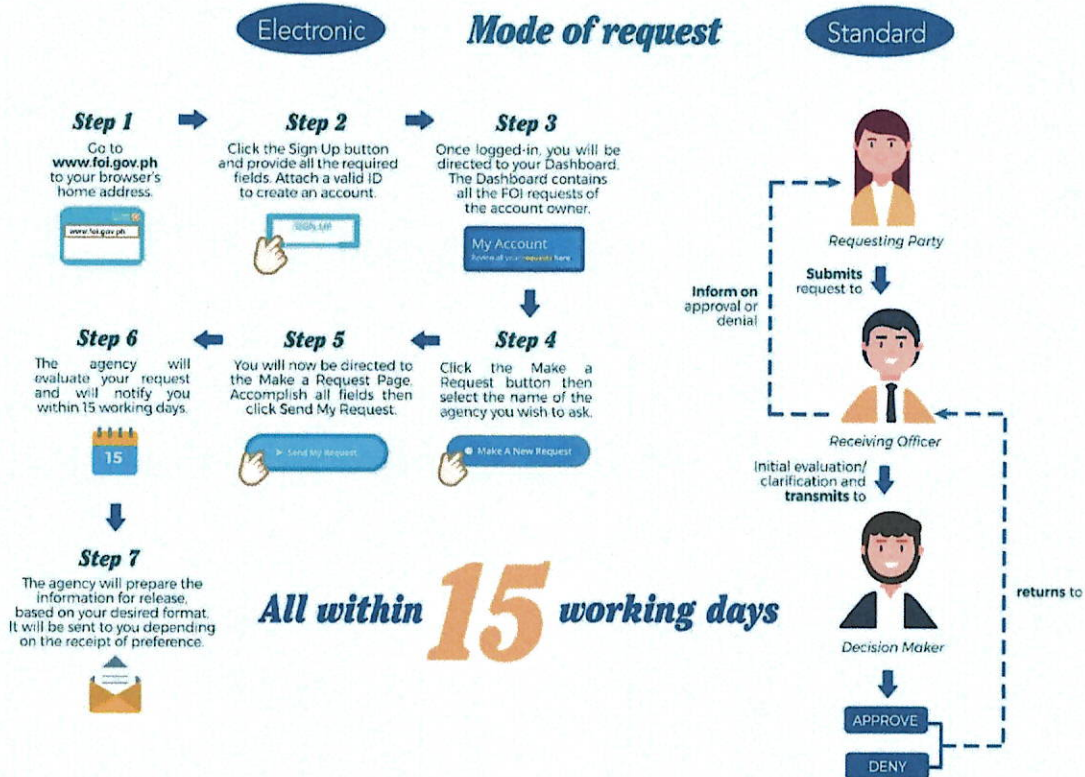 Electronic
Mode of request
Standard
Step 1
Go to
www.foi.gov.ph
to your browser's
home address.
www.foi.gov.ph
Step 2
Click the Sign Up button
and provide all the required
fields. Attach a valid ID
to create an account.
SIGN UP
Step 3
Once logged-in, you will be
directed to your Dashboard.
The Dashboard contains
all the FOI requests of
the account owner.
My Account
Review all your requests here
Step 4
Click the Make a
Request button then
select the name of the
agency you wish to ask.
Make A New Request
Step 5
You will now be directed to
the Make a Request Page.
Accomplish all fields then
click Send My Request.
Send My Request
Step 6
The agency will
evaluate your request
and will notify you
within 15 working days.
15
Step 7
The agency will prepare the
information for release,
based on your desired format.
It will be sent to you depending
on the receipt of preference.
All within 15 working days
Requesting Party
Submits
request to
Inform on
approval or
denial
Receiving Officer
Initial evaluation/
clarification and
transmits to
Decision Maker
returns to
APPROVE
DENY